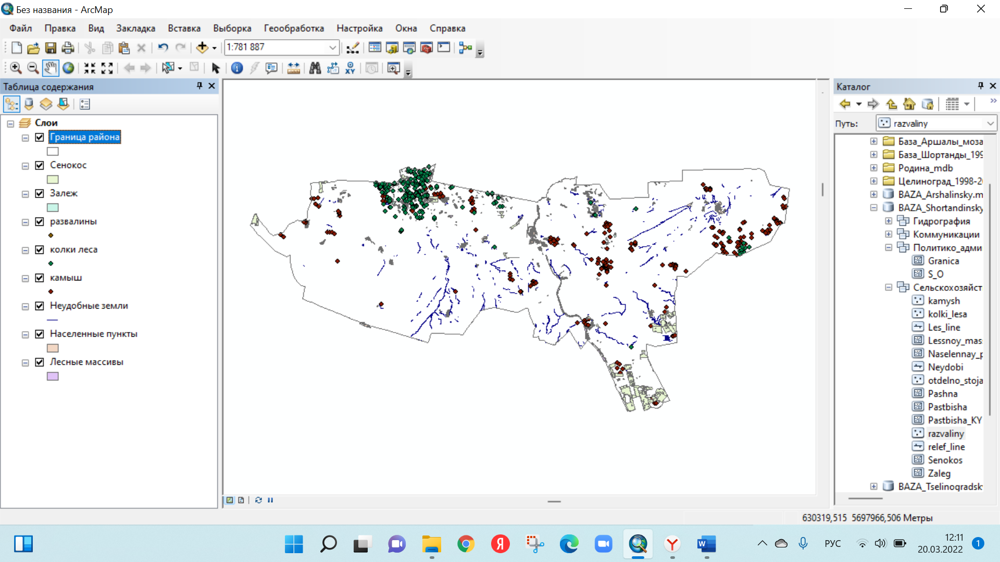 Без названия - ArcMap
Файл Правка Вид Закладка Вставка Выборка Геообработка Настройка Окна Справка
1:781 887
XY
Таблица содержания
Слои
Граница района
Сенокос
Залеж
развалины
колки леса
камыш
Неудобные земли
Населенные пункты
Лесные массивы
Каталог
Путь: razvaliny
База_Аршалы_моза
База_Шортанды_199
Родина_mdb
Целиноград_1998-2
BAZA_Arshalinsky.m
BAZA_Shortandinsky
Гидрография
Коммуникации
Политико_адми
Granica
S_O
Сельскохозяйст
kamysh
kolki_lesa
Les_line
Lessnoy_mas
Naselennay_p
Neydobi
otdelno_stoja
Pashna
Pastbisha
Pastbisha_KY
razvaliny
relef_line
Senokos
Zaleg
BAZA_Tselinogradsk
630319,515 5697966,506 Метры
РУС
12:11
20.03.2022
1